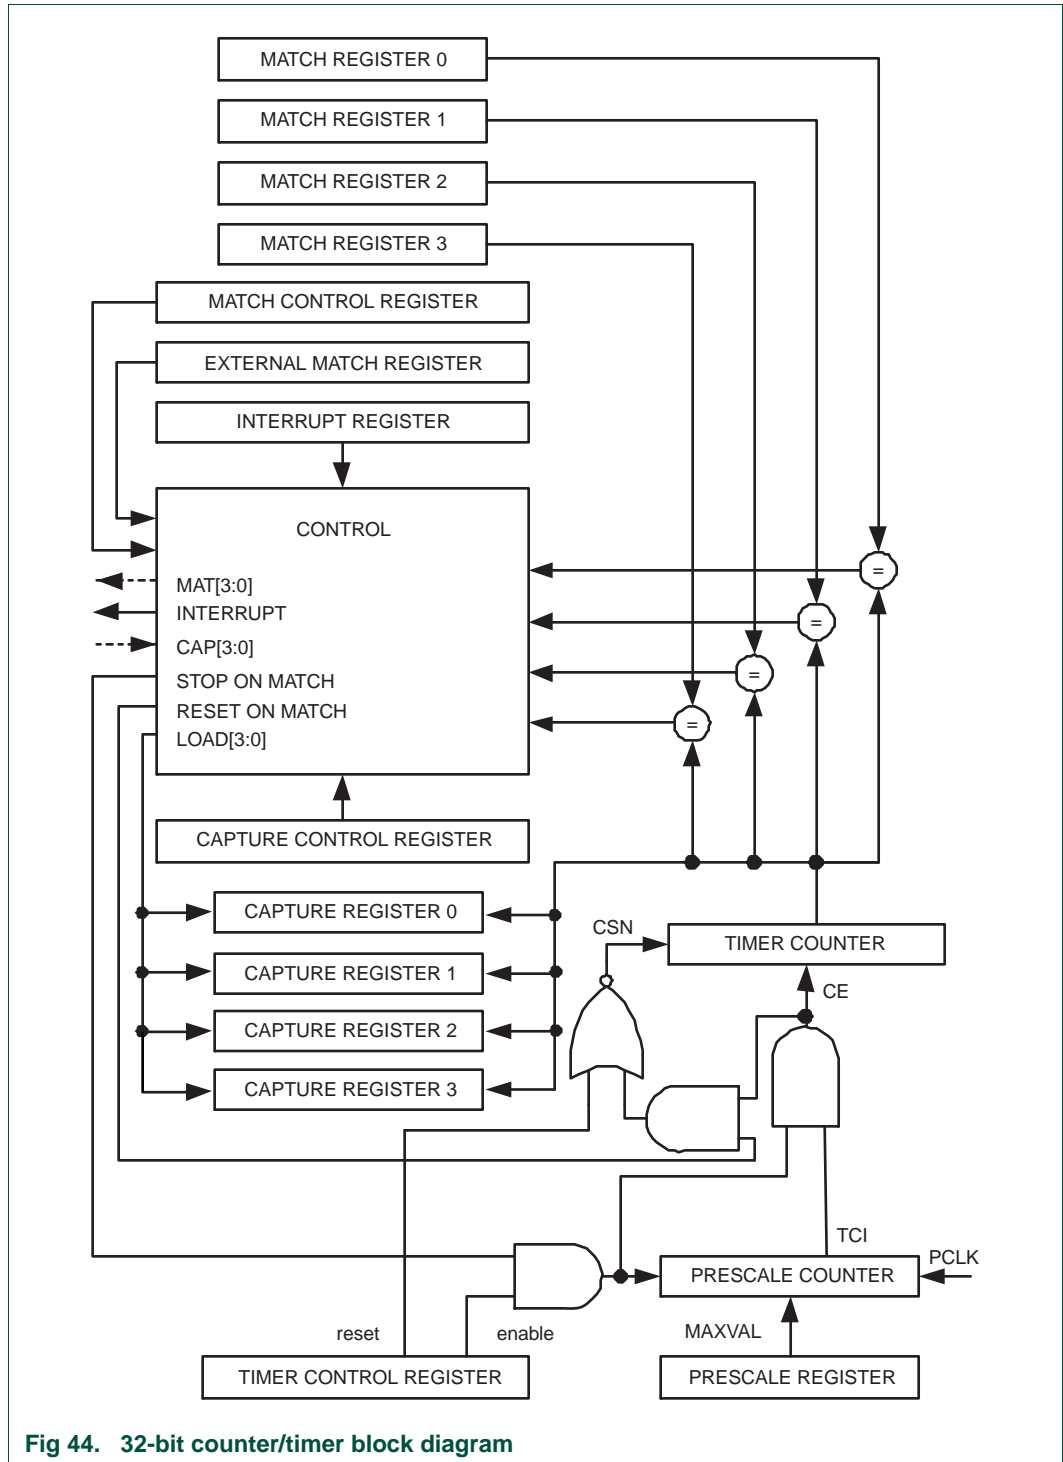 MATCH REGISTER 0
MATCH REGISTER 1
MATCH REGISTER 2
MATCH REGISTER 3
MATCH CONTROL REGISTER
EXTERNAL MATCH REGISTER
INTERRUPT REGISTER
CONTROL
=
=
=
=
MAT[3:0]
INTERRUPT
CAP[3:0]
STOP ON MATCH
RESET ON MATCH
LOAD[3:0]
CAPTURE CONTROL REGISTER
CAPTURE REGISTER 0
CAPTURE REGISTER 1
CAPTURE REGISTER 2
CAPTURE REGISTER 3
CSN
TIMER COUNTER
CE
TCI
PCLK
PRESCALE COUNTER
reset
enable
MAXVAL
TIMER CONTROL REGISTER
PRESCALE REGISTER
Fig 44. 32-bit counter/timer block diagram